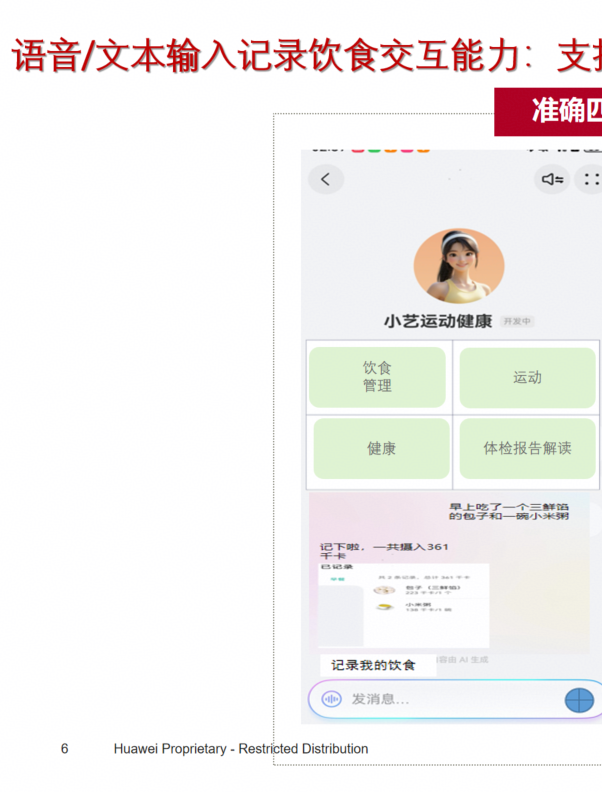 语音/文本输入记录饮食交互能力：支
准确
小艺运动健康 开发中
饮食
管理
运动
健康
体检报告解读
早上吃了一个三鲜馅
的包子和一碗小米粥
记下啦，一共摄入361
千卡
已记录
早餐
共 2 条记录，总计 361 千卡
包子（三鲜馅）
223 千卡/1 个
小米粥
138 千卡/1 碗
记录我的饮食
容由 AI 生成
发消息...
6 Huawei Proprietary - Restricted Distribution